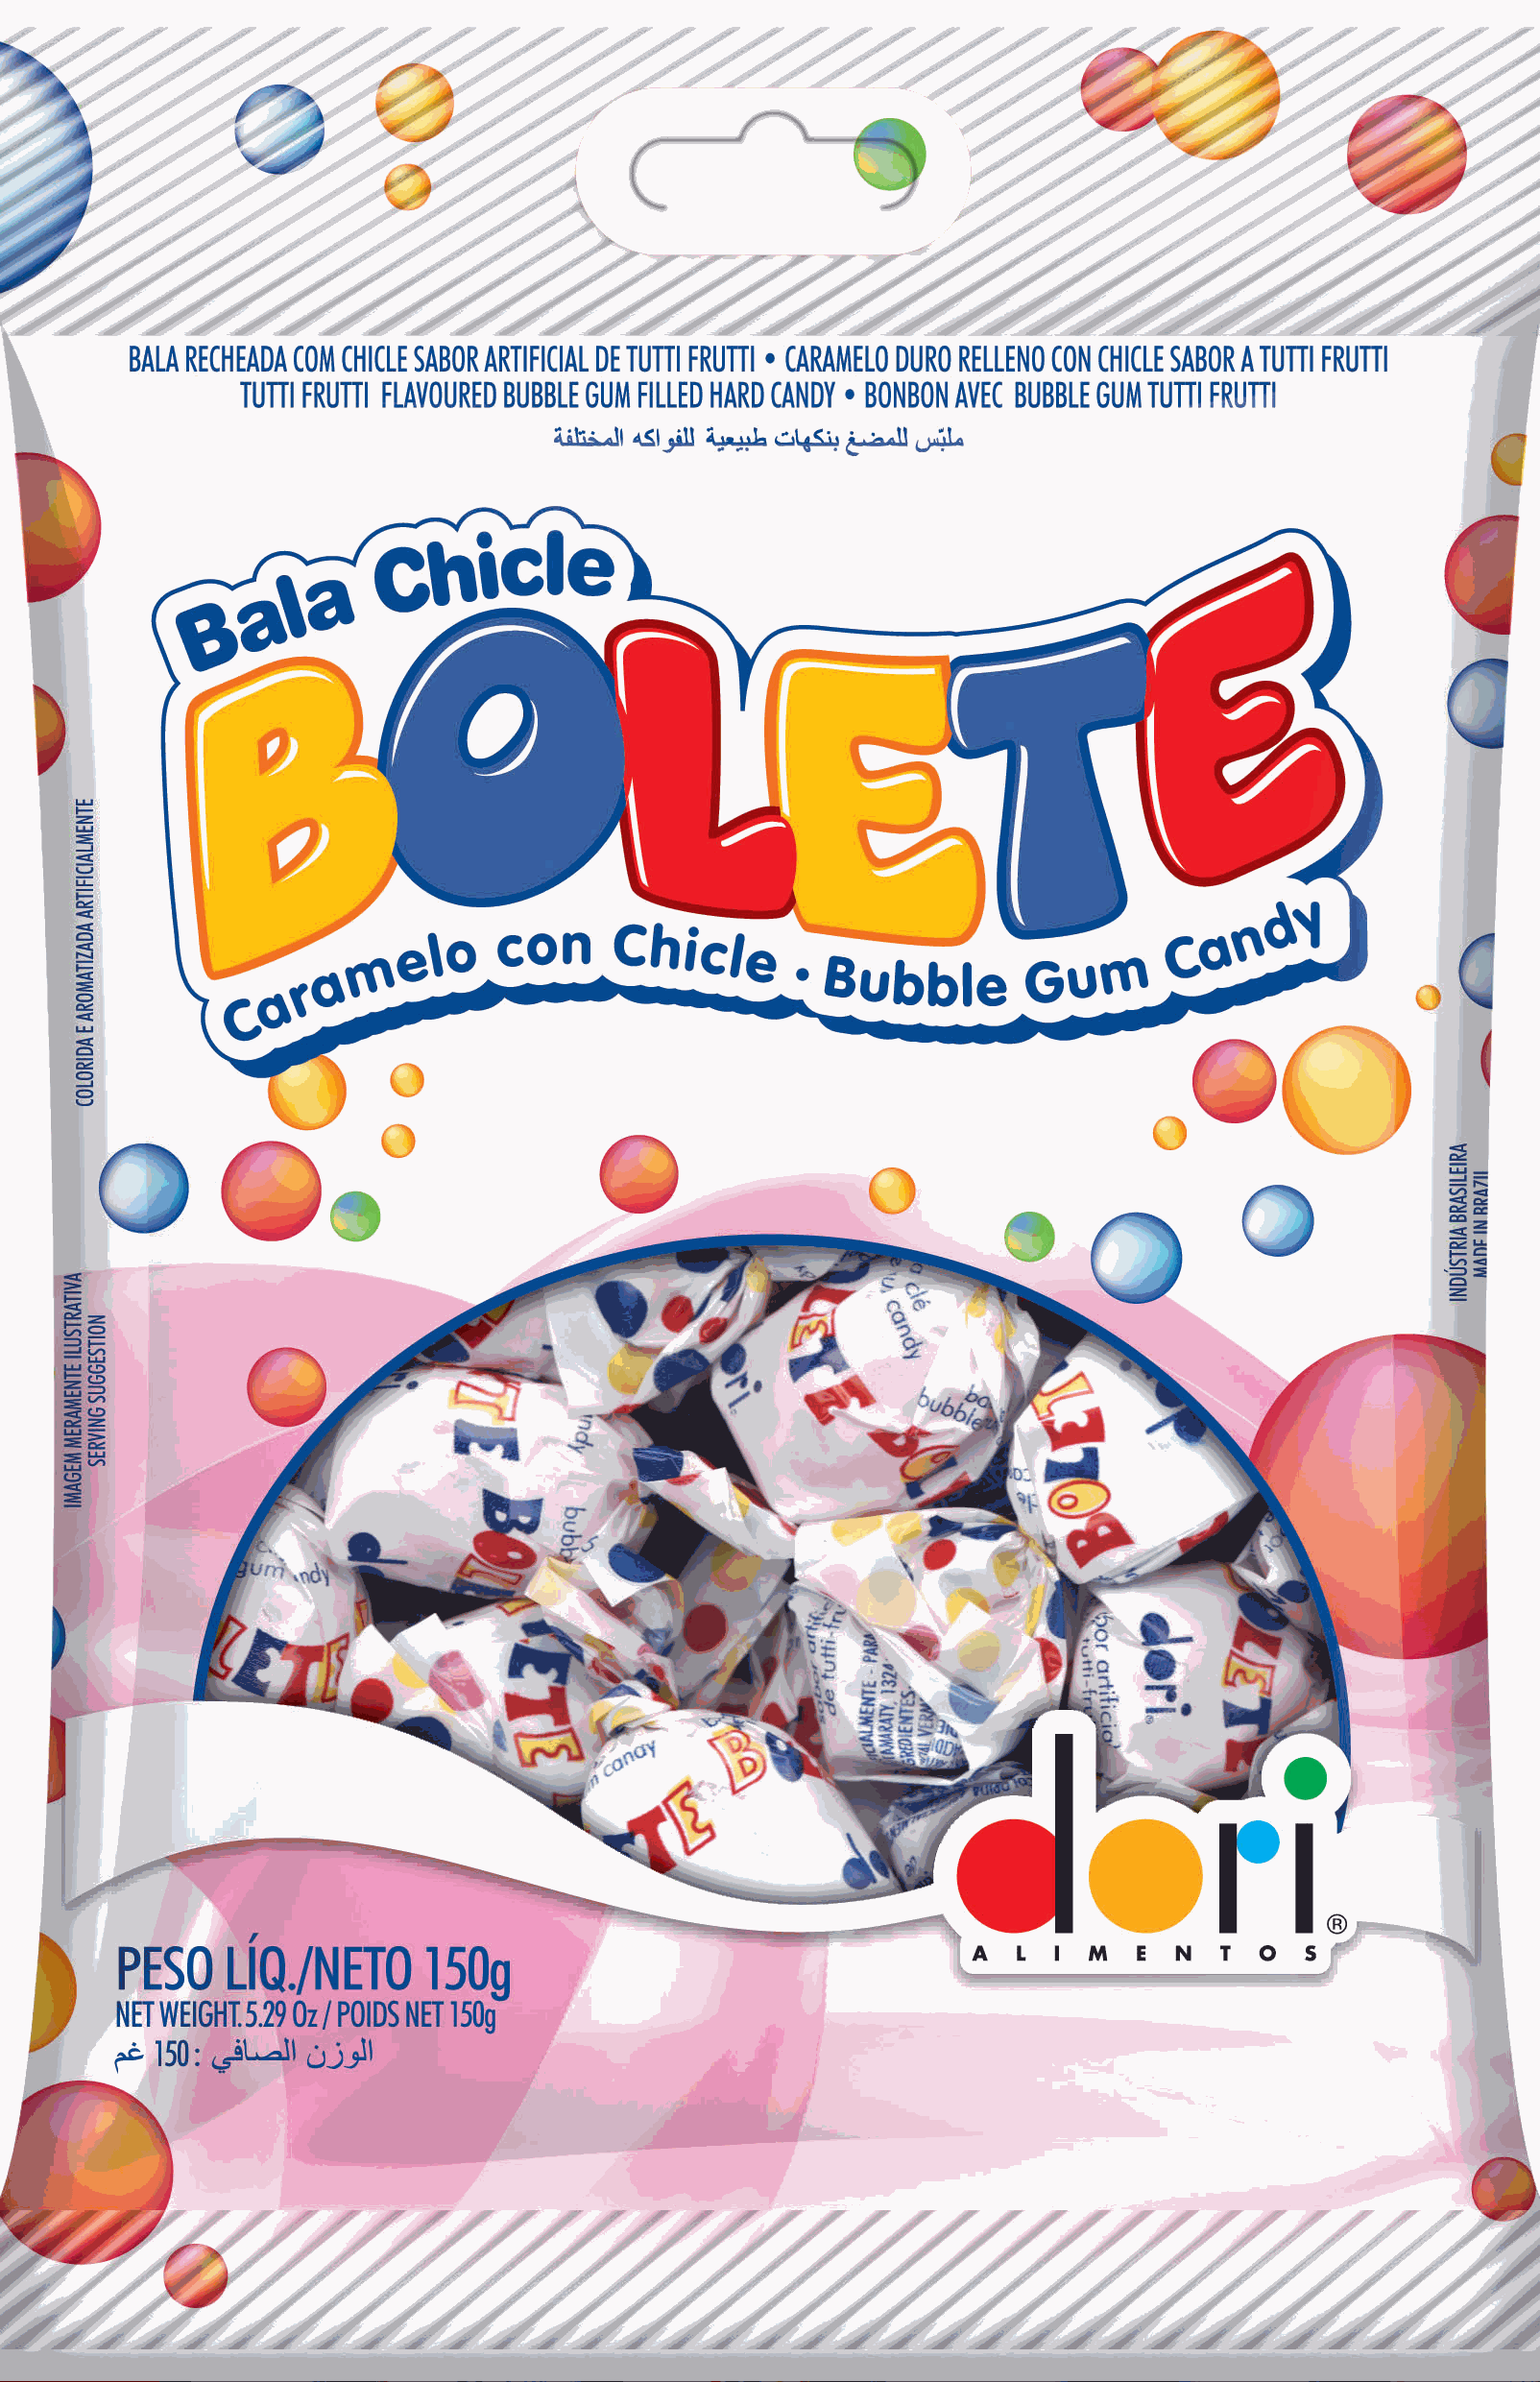 BALA RECHEADA COM CHICLE SABOR ARTIFICIAL DE TUTTI FRUTTI • CARAMELO DURO RELLENO CON CHICLE SABOR A TUTTI FRUTTI
TUTTI FRUTTI FLAVOURED BUBBLE GUM FILLED HARD CANDY • BONBON AVEC BUBBLE GUM TUTTI FRUTTI
ملبّس للمضغ بنكهات طبيعية للفواكه المختلفة
Bala Chicle
BOLETE
Caramelo con Chicle • Bubble Gum Candy
COLORIDA E AROMATIZADA ARTIFICIALMENTE
IMAGEM MERAMENTE ILUSTRATIVA
SERVING SUGGESTION
INDÚSTRIA BRASILEIRA
MADE IN BRAZIL
candy
dori
dori®
ALIMENTOS
PESO LÍQ./NETO 150g
NET WEIGHT. 5.29 Oz / POIDS NET 150g
الوزن الصافي : 150 غم